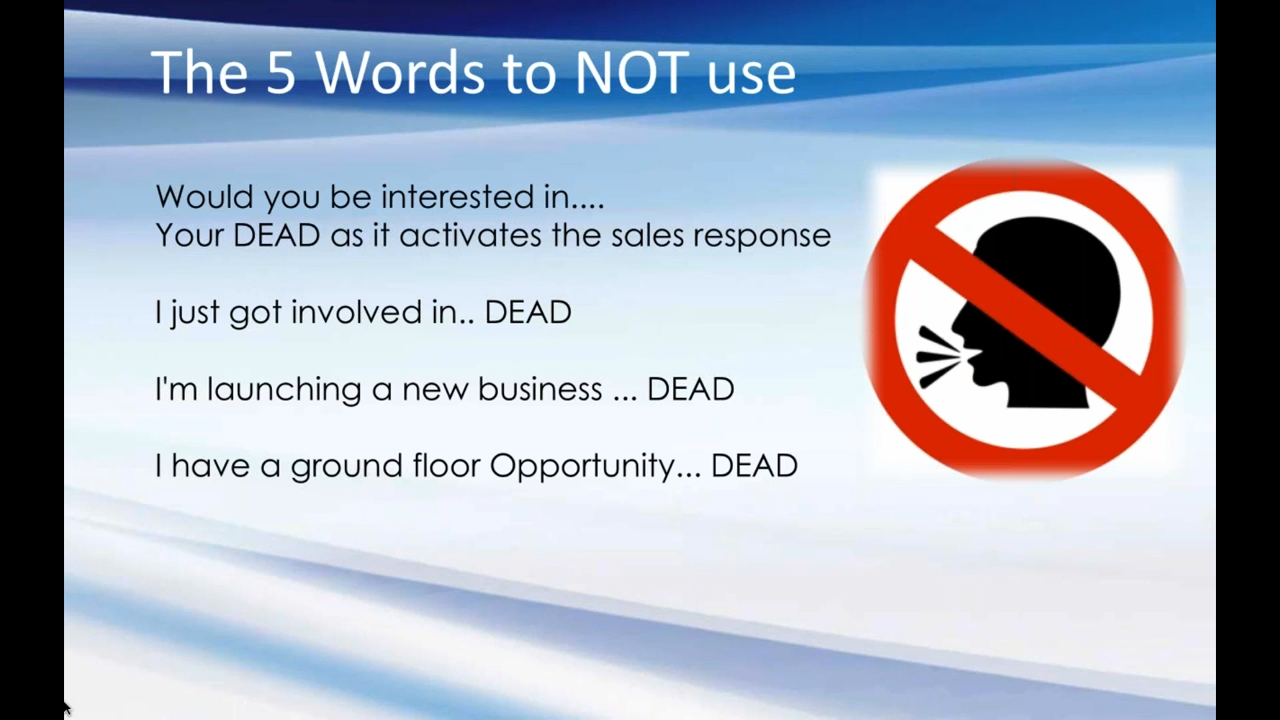 The 5 Words to NOT use
Would you be interested in....
Your DEAD as it activates the sales response
I just got involved in.. DEAD
I'm launching a new business ... DEAD
I have a ground floor Opportunity... DEAD